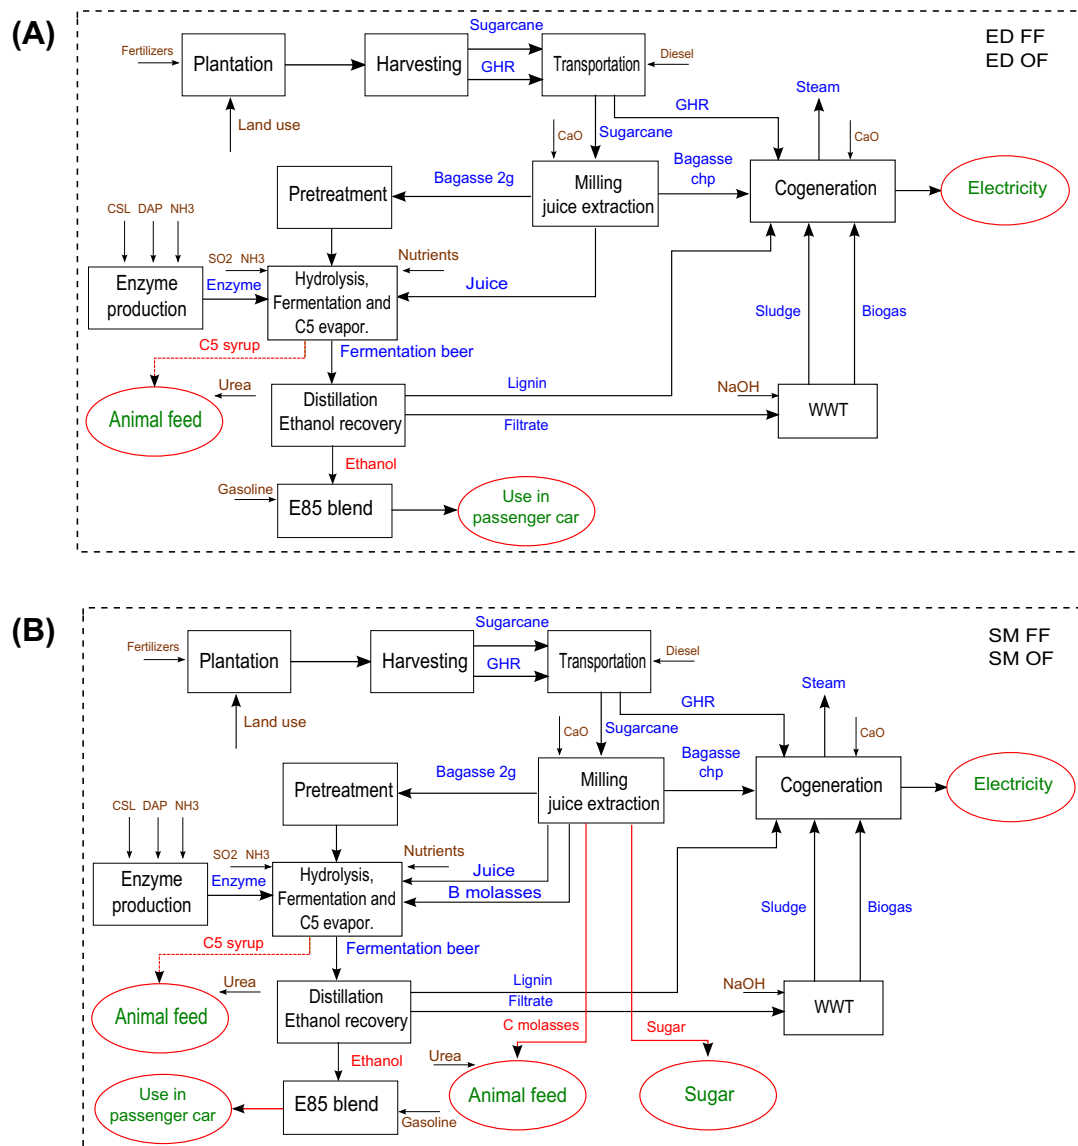 (A)
ED FF
ED OF
Sugarcane
Fertilizers
Plantation
Harvesting
GHR
Transportation
Diesel
Land use
GHR
Steam
Sugarcane
CaO
CaO
Bagasse 2g
Milling
juice extraction
Bagasse
chp
Cogeneration
Electricity
Pretreatment
CSL DAP NH3
SO2 NH3
Nutrients
Enzyme
production
Enzyme
Hydrolysis,
Fermentation and
C5 evapor.
Juice
Sludge
Biogas
C5 syrup
Fermentation beer
Urea
Animal feed
Distillation
Ethanol recovery
Lignin
Filtrate
NaOH
WWT
Ethanol
Gasoline
E85 blend
Use in
passenger car
(B)
SM FF
SM OF
Sugarcane
Fertilizers
Plantation
Harvesting
GHR
Transportation
Diesel
Land use
GHR
Steam
Sugarcane
CaO
CaO
Bagasse 2g
Milling
juice extraction
Bagasse
chp
Cogeneration
Electricity
Pretreatment
CSL DAP NH3
SO2 NH3
Nutrients
Enzyme
production
Enzyme
Hydrolysis,
Fermentation and
C5 evapor.
Juice
B molasses
Sludge
Biogas
C5 syrup
Fermentation beer
Urea
Animal feed
Distillation
Ethanol recovery
Lignin
Filtrate
NaOH
WWT
C molasses
Sugar
Ethanol
Urea
Animal feed
Sugar
Use in
passenger car
E85 blend
Gasoline